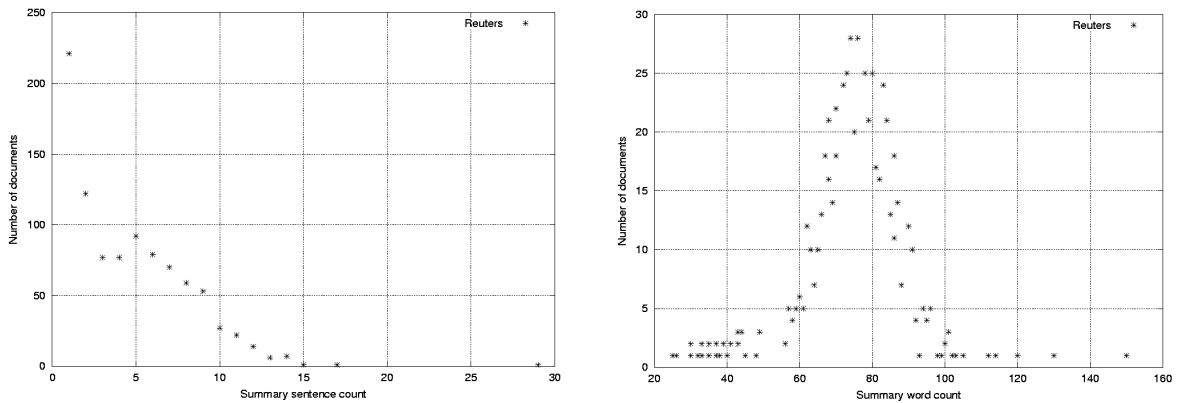 250
200
150
100
50
0
Number of documents
Reuters
0 5 10 15 20 25 30
Summary sentence count
30
25
20
15
10
5
0
Number of documents
Reuters
20 40 60 80 100 120 140 160
Summary word count